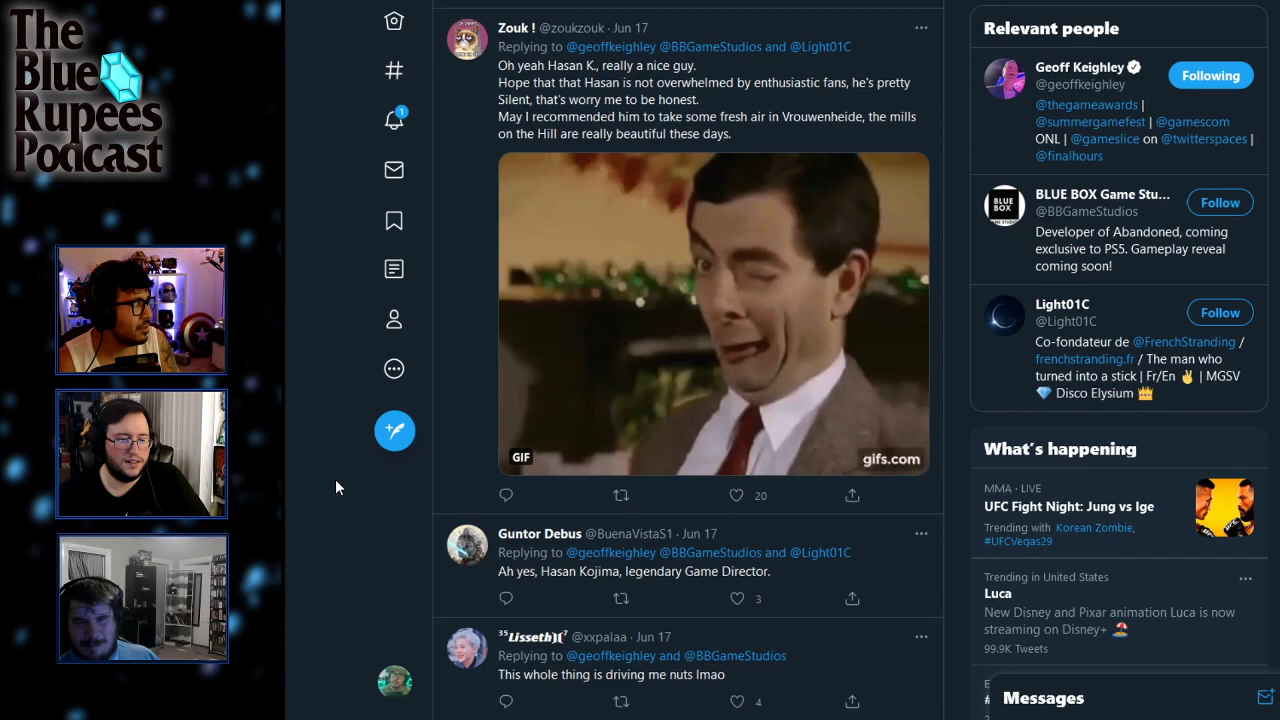 The
Blue
Rupees
Podcast
1
Zouk ! @zoukzouk · Jun 17
Replying to @geoffkeighley @BBGameStudios and @Light01C
Oh yeah Hasan K., really a nice guy.
Hope that that Hasan is not overwhelmed by enthusiastic fans, he's pretty
Silent, that's worry me to be honest.
May I recommended him to take some fresh air in Vrouwenheide, the mills
on the Hill are really beautiful these days.
GIF
gifs.com
20
Guntor Debus @BuenaVistaS1 · Jun 17
Replying to @geoffkeighley @BBGameStudios and @Light01C
Ah yes, Hasan Kojima, legendary Game Director.
3
³⁵Lisseth⟭⟬⁷ @xxpalaa · Jun 17
Replying to @geoffkeighley and @BBGameStudios
This whole thing is driving me nuts lmao
4
Relevant people
Geoff Keighley
@geoffkeighley
Following
@thegameawards |
@summergamefest | @gamescom
ONL | @gameslice on @twitterspaces |
@finalhours
BLUE BOX
BLUE BOX Game Stu...
@BBGameStudios
Follow
Developer of Abandoned, coming
exclusive to PS5. Gameplay reveal
coming soon!
Light01C
@Light01C
Follow
Co-fondateur de @FrenchStranding /
frenchstranding.fr / The man who
turned into a stick | Fr/En ✌ | MGSV
💎 Disco Elysium 👑
What's happening
MMA · LIVE
UFC Fight Night: Jung vs Ige
Trending with Korean Zombie,
#UFCVegas29
Trending in United States
Luca
New Disney and Pixar animation Luca is now
streaming on Disney+ 🏖
99.9K Tweets
Messages